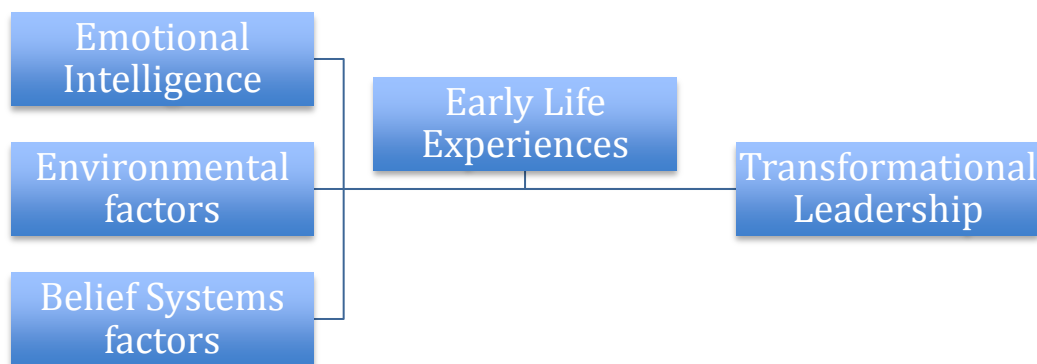 Emotional
Intelligence
Environmental
factors
Belief Systems
factors
Early Life
Experiences
Transformational
Leadership